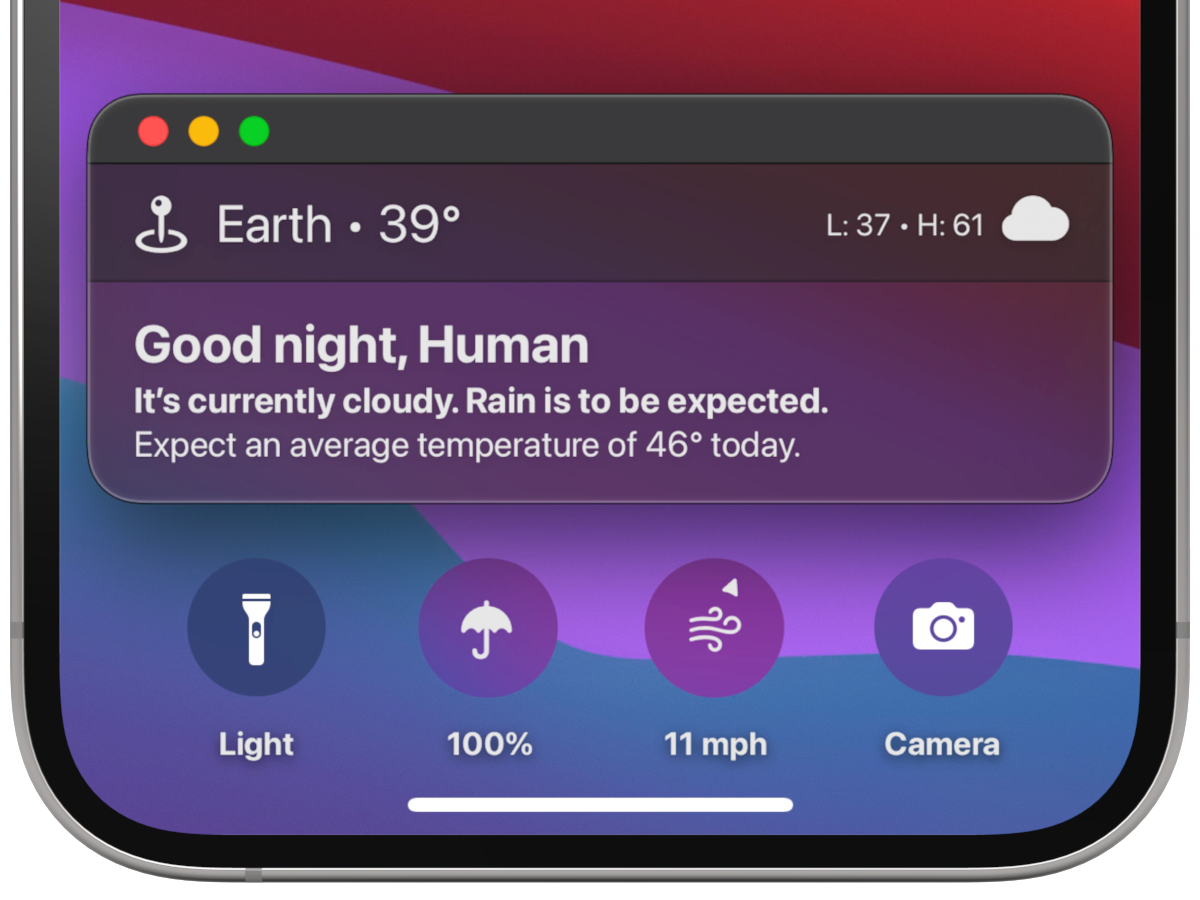 Earth • 39°
L: 37 • H: 61
Good night, Human
It's currently cloudy. Rain is to be expected.
Expect an average temperature of 46° today.
Light
100%
11 mph
Camera